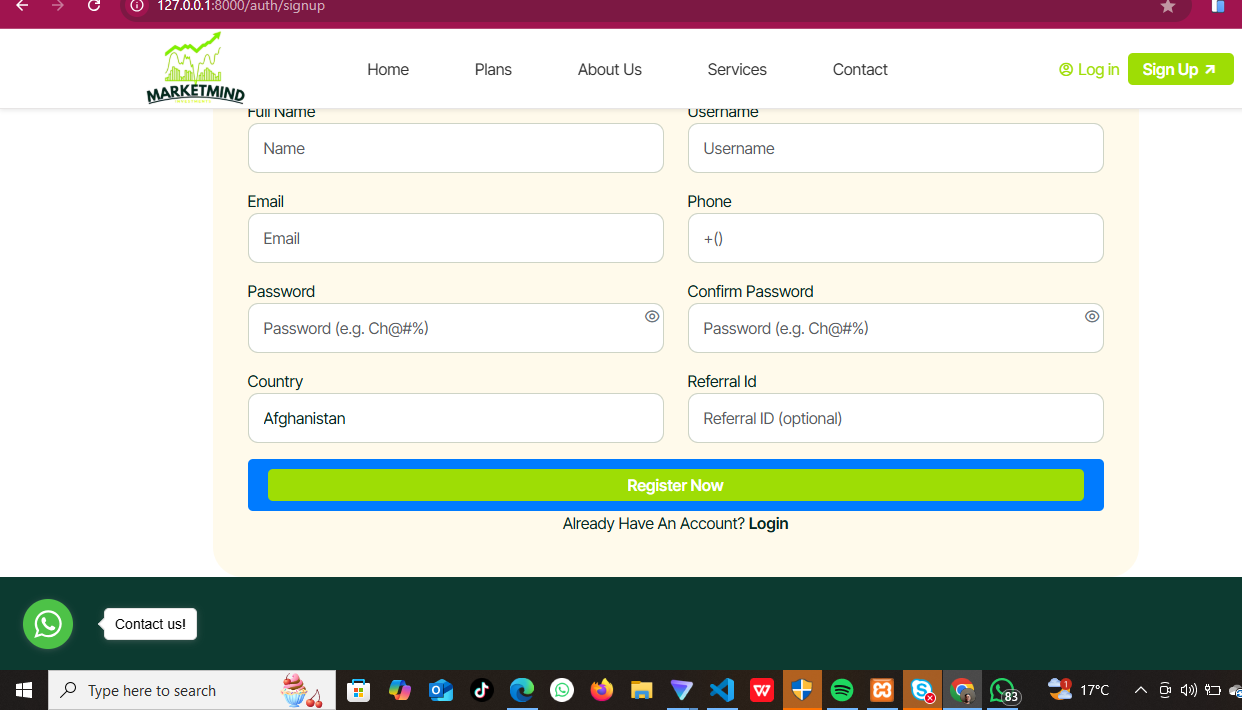 127.0.0.1:8000/auth/signup
MARKETMIND
Home
Plans
About Us
Services
Contact
Log in
Sign Up
Full Name
Username
Name
Username
Email
Phone
Email
+()
Password
Confirm Password
Password (e.g. Ch@#%)
Password (e.g. Ch@#%)
Country
Referral Id
Afghanistan
Referral ID (optional)
Register Now
Already Have An Account? Login
Contact us!
Type here to search
83
1
17°C